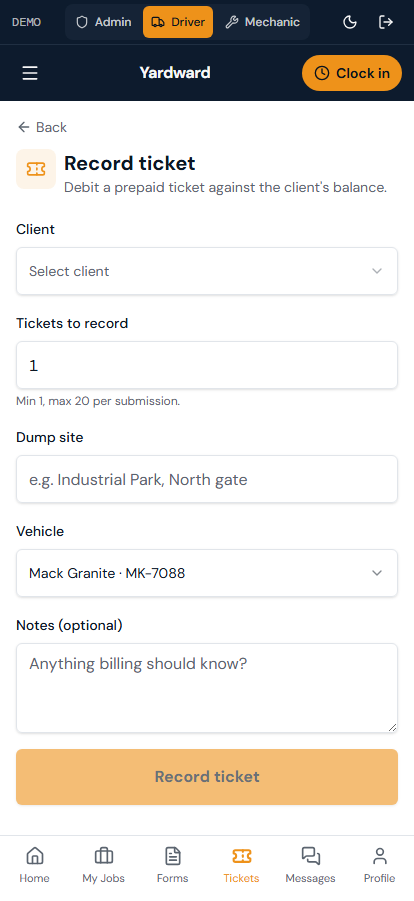 DEMO
Admin
Driver
Mechanic
Yardward
Clock in
Back
Record ticket
Debit a prepaid ticket against the client's balance.
Client
Select client
Tickets to record
1
Min 1, max 20 per submission.
Dump site
e.g. Industrial Park, North gate
Vehicle
Mack Granite · MK-7088
Notes (optional)
Anything billing should know?
Record ticket
Home
My Jobs
Forms
Tickets
Messages
Profile